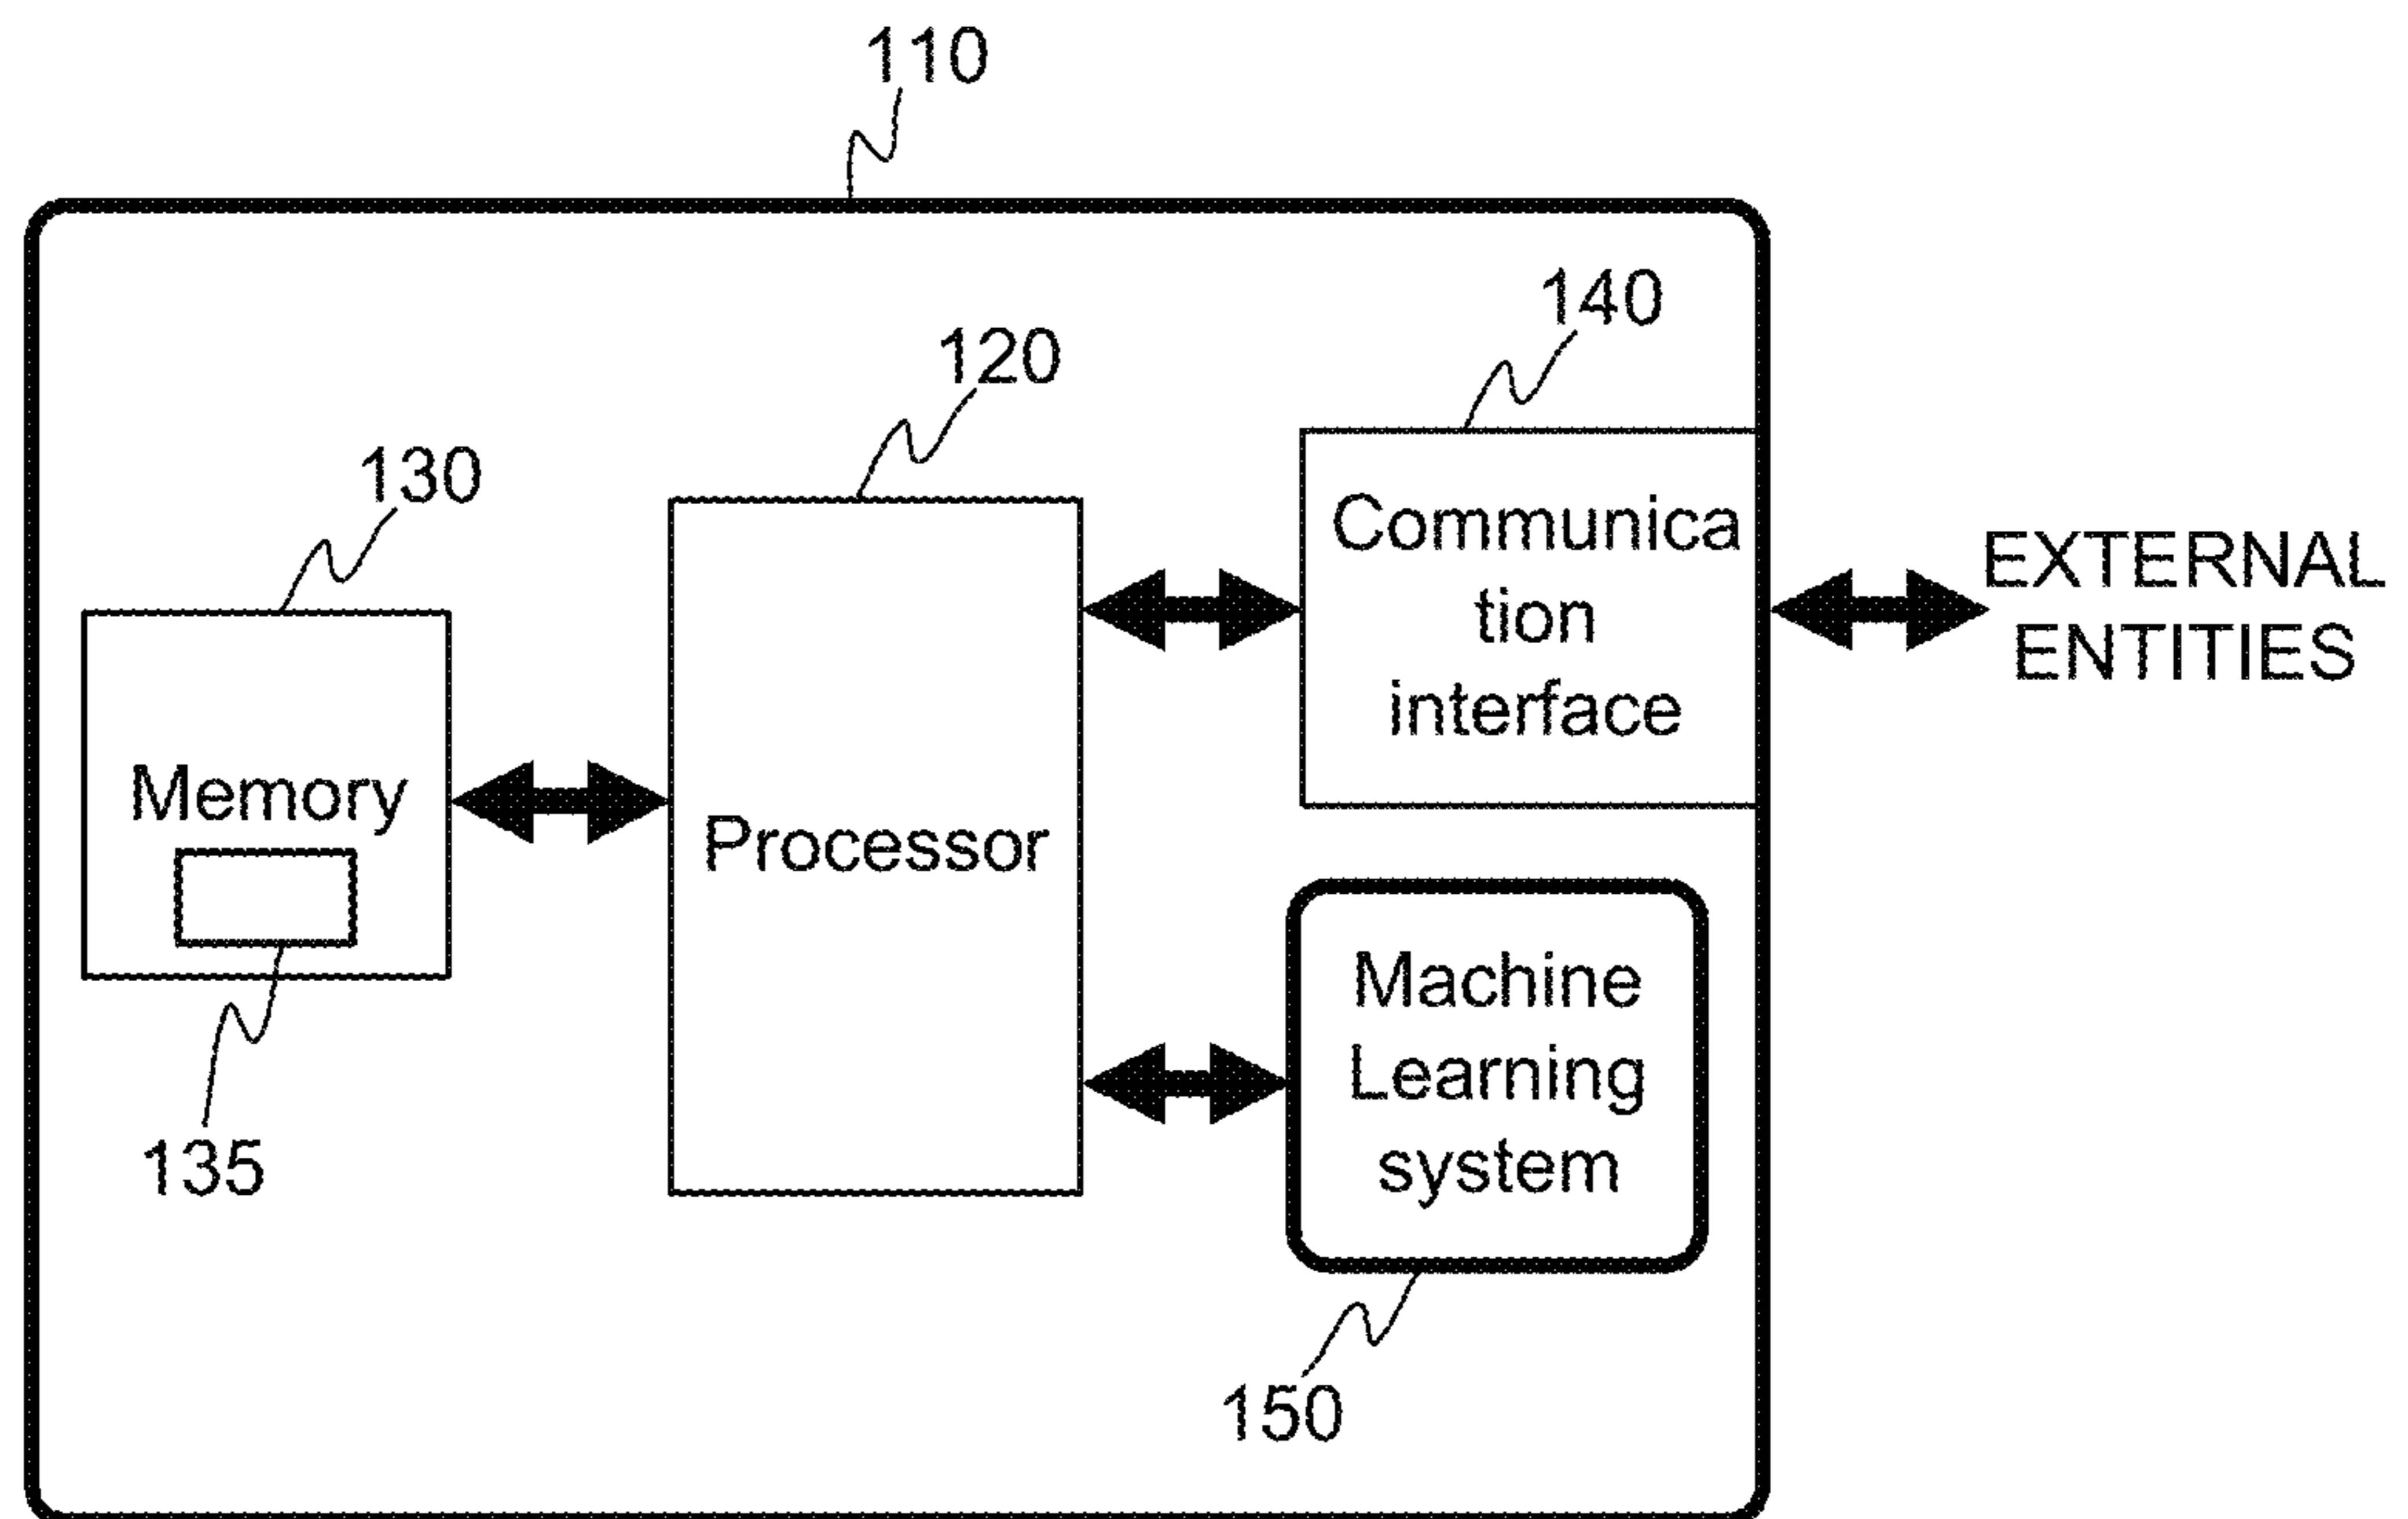 110
140
120
130
Communica
tion
interface
EXTERNAL
ENTITIES
Memory
Processor
Machine
Learning
system
135
150